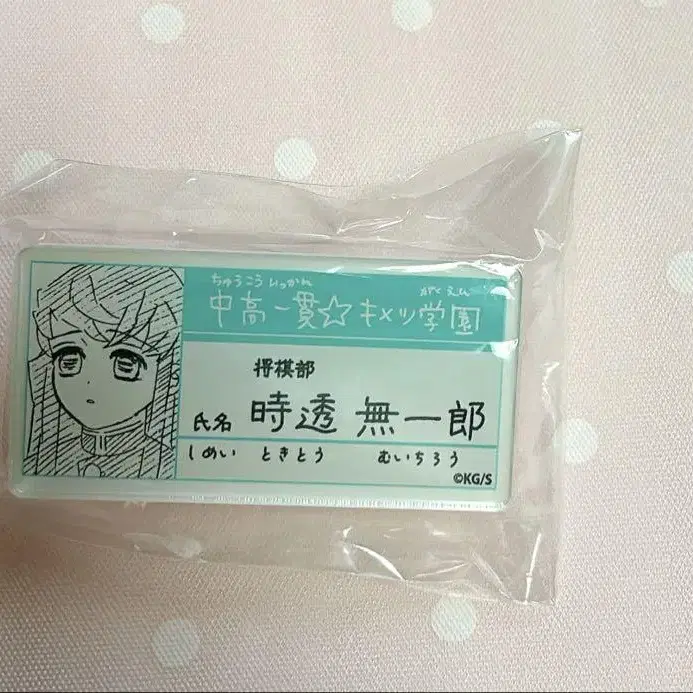 ちゅうこう いっかん がくえん
中高一貫☆キメツ学園
将棋部
氏名 時透 無一郎
しめい ときとう むいちろう
©KG/S